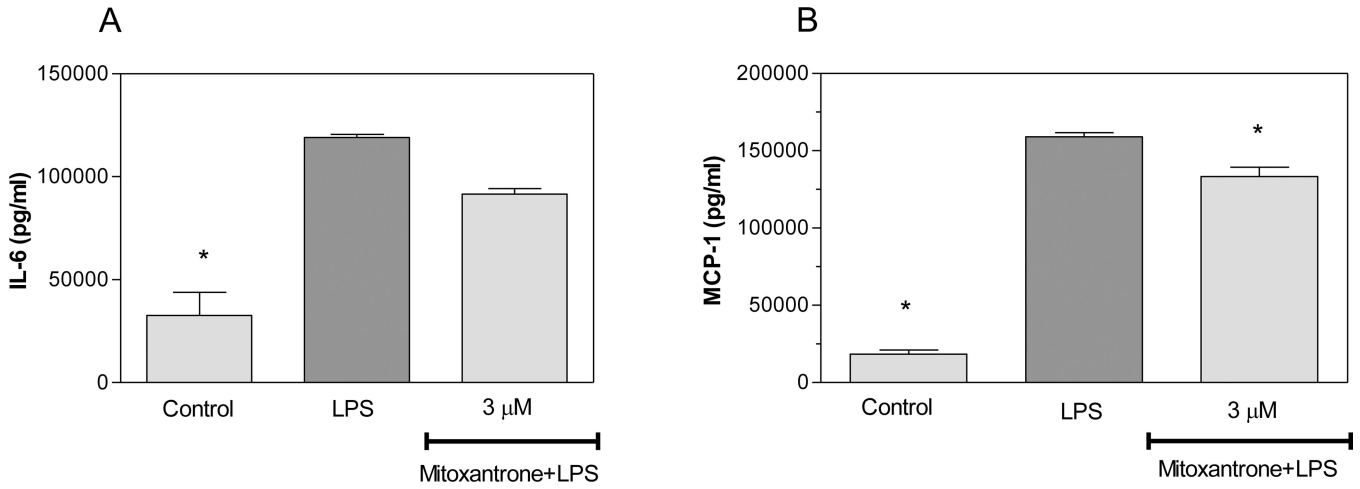 A
150000
100000
50000
0
IL-6 (pg/ml)
*
Control
LPS
3 μM
Mitoxantrone+LPS
B
200000
150000
100000
50000
0
MCP-1 (pg/ml)
*
*
Control
LPS
3 μM
Mitoxantrone+LPS